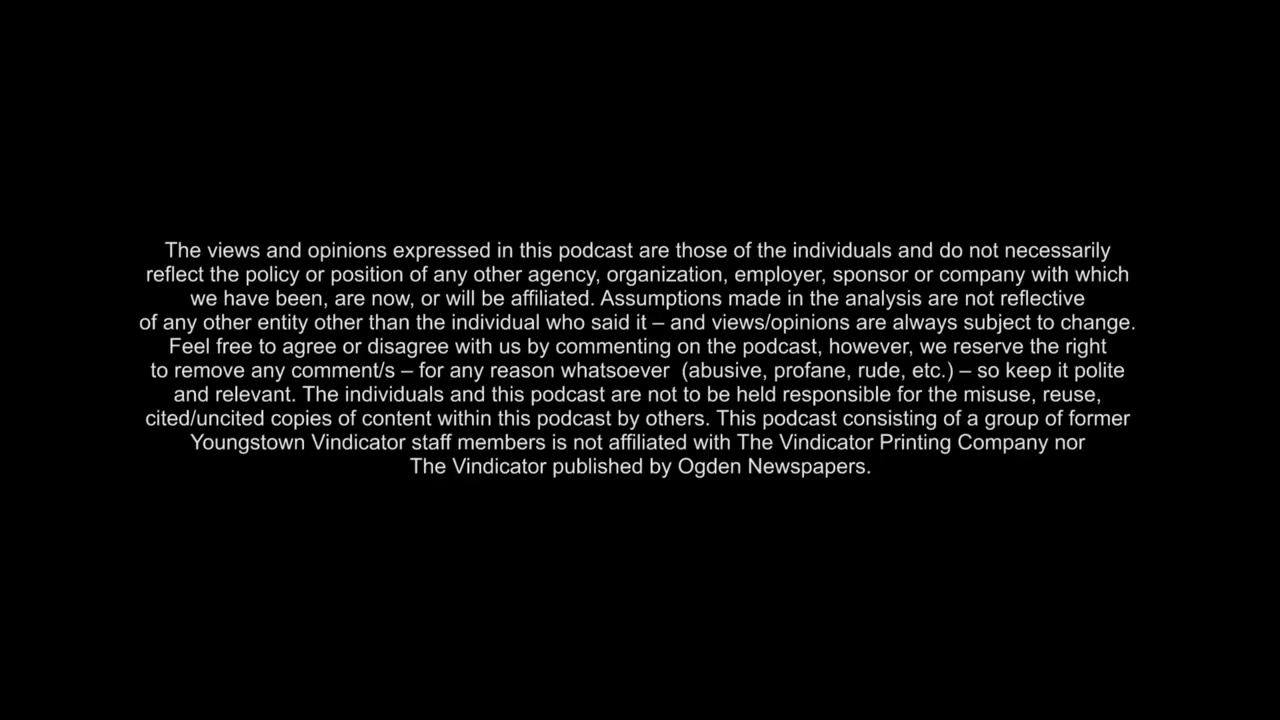 The views and opinions expressed in this podcast are those of the individuals and do not necessarily
reflect the policy or position of any other agency, organization, employer, sponsor or company with which
we have been, are now, or will be affiliated. Assumptions made in the analysis are not reflective
of any other entity other than the individual who said it – and views/opinions are always subject to change.
Feel free to agree or disagree with us by commenting on the podcast, however, we reserve the right
to remove any comment/s – for any reason whatsoever  (abusive, profane, rude, etc.) – so keep it polite
and relevant. The individuals and this podcast are not to be held responsible for the misuse, reuse,
cited/uncited copies of content within this podcast by others. This podcast consisting of a group of former
Youngstown Vindicator staff members is not affiliated with The Vindicator Printing Company nor
The Vindicator published by Ogden Newspapers.